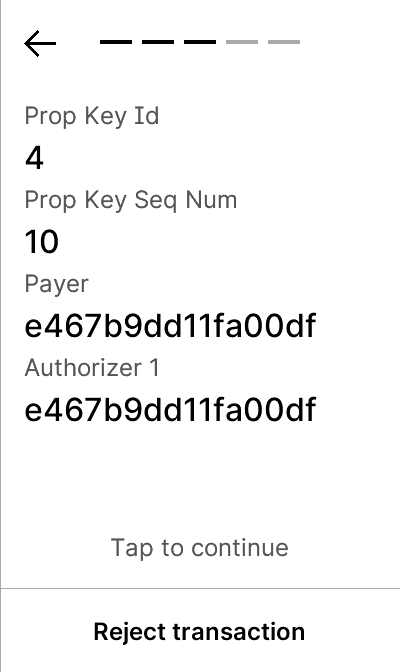 Prop Key Id
4
Prop Key Seq Num
10
Payer
e467b9dd11fa00df
Authorizer 1
e467b9dd11fa00df
Tap to continue
Reject transaction